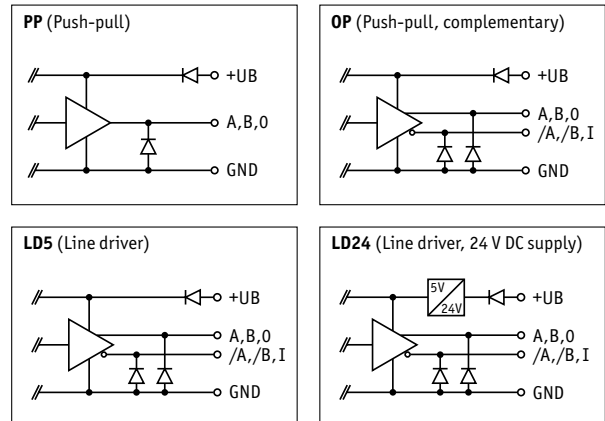 PP (Push-pull)
+UB
A,B,0
GND
OP (Push-pull, complementary)
+UB
A,B,0
/A,/B,I
GND
LD5 (Line driver)
+UB
A,B,0
/A,/B,I
GND
LD24 (Line driver, 24 V DC supply)
5V
24V
+UB
A,B,0
/A,/B,I
GND